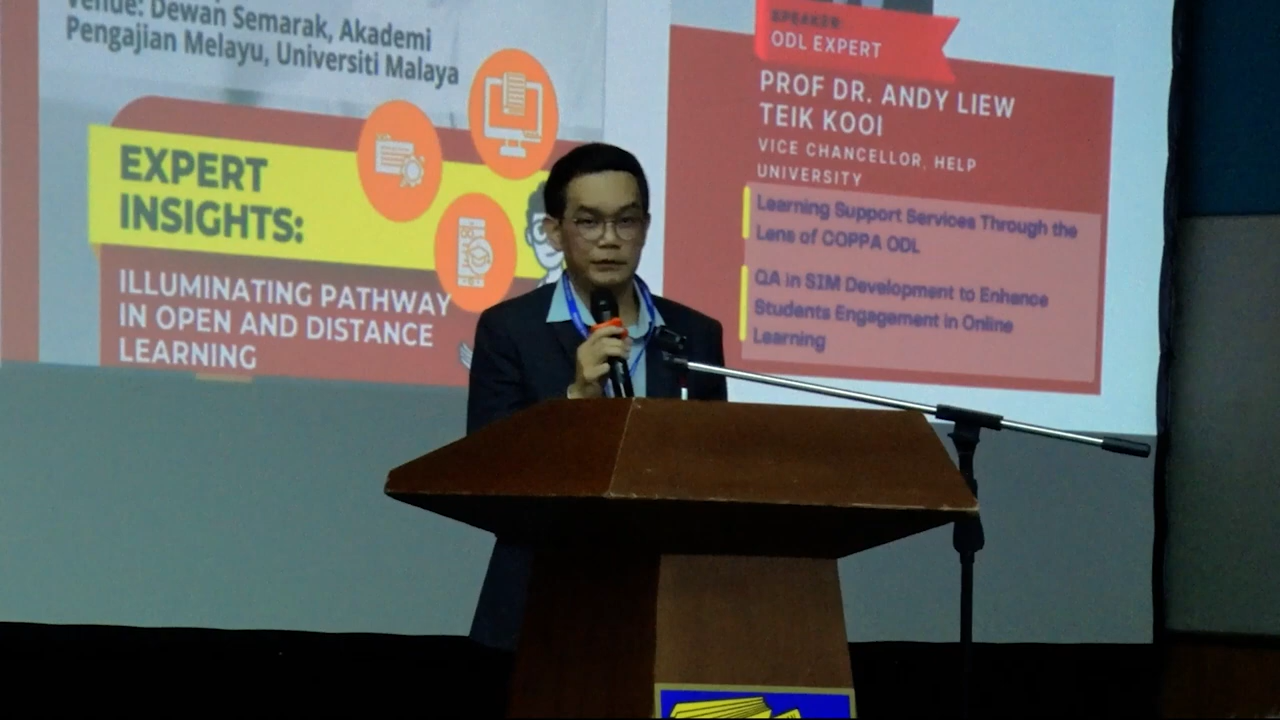 Venue: Dewan Semarak, Akademi
Pengajian Melayu, Universiti Malaya
EXPERT
INSIGHTS:
ILLUMINATING PATHWAY
IN OPEN AND DISTANCE
LEARNING
SPEAKER:
ODL EXPERT
PROF DR. ANDY LIEW
TEIK KOOI
VICE CHANCELLOR, HELP
UNIVERSITY
Learning Support Services Through the
Lens of COPPA ODL
QA in SIM Development to Enhance
Students Engagement in Online
Learning